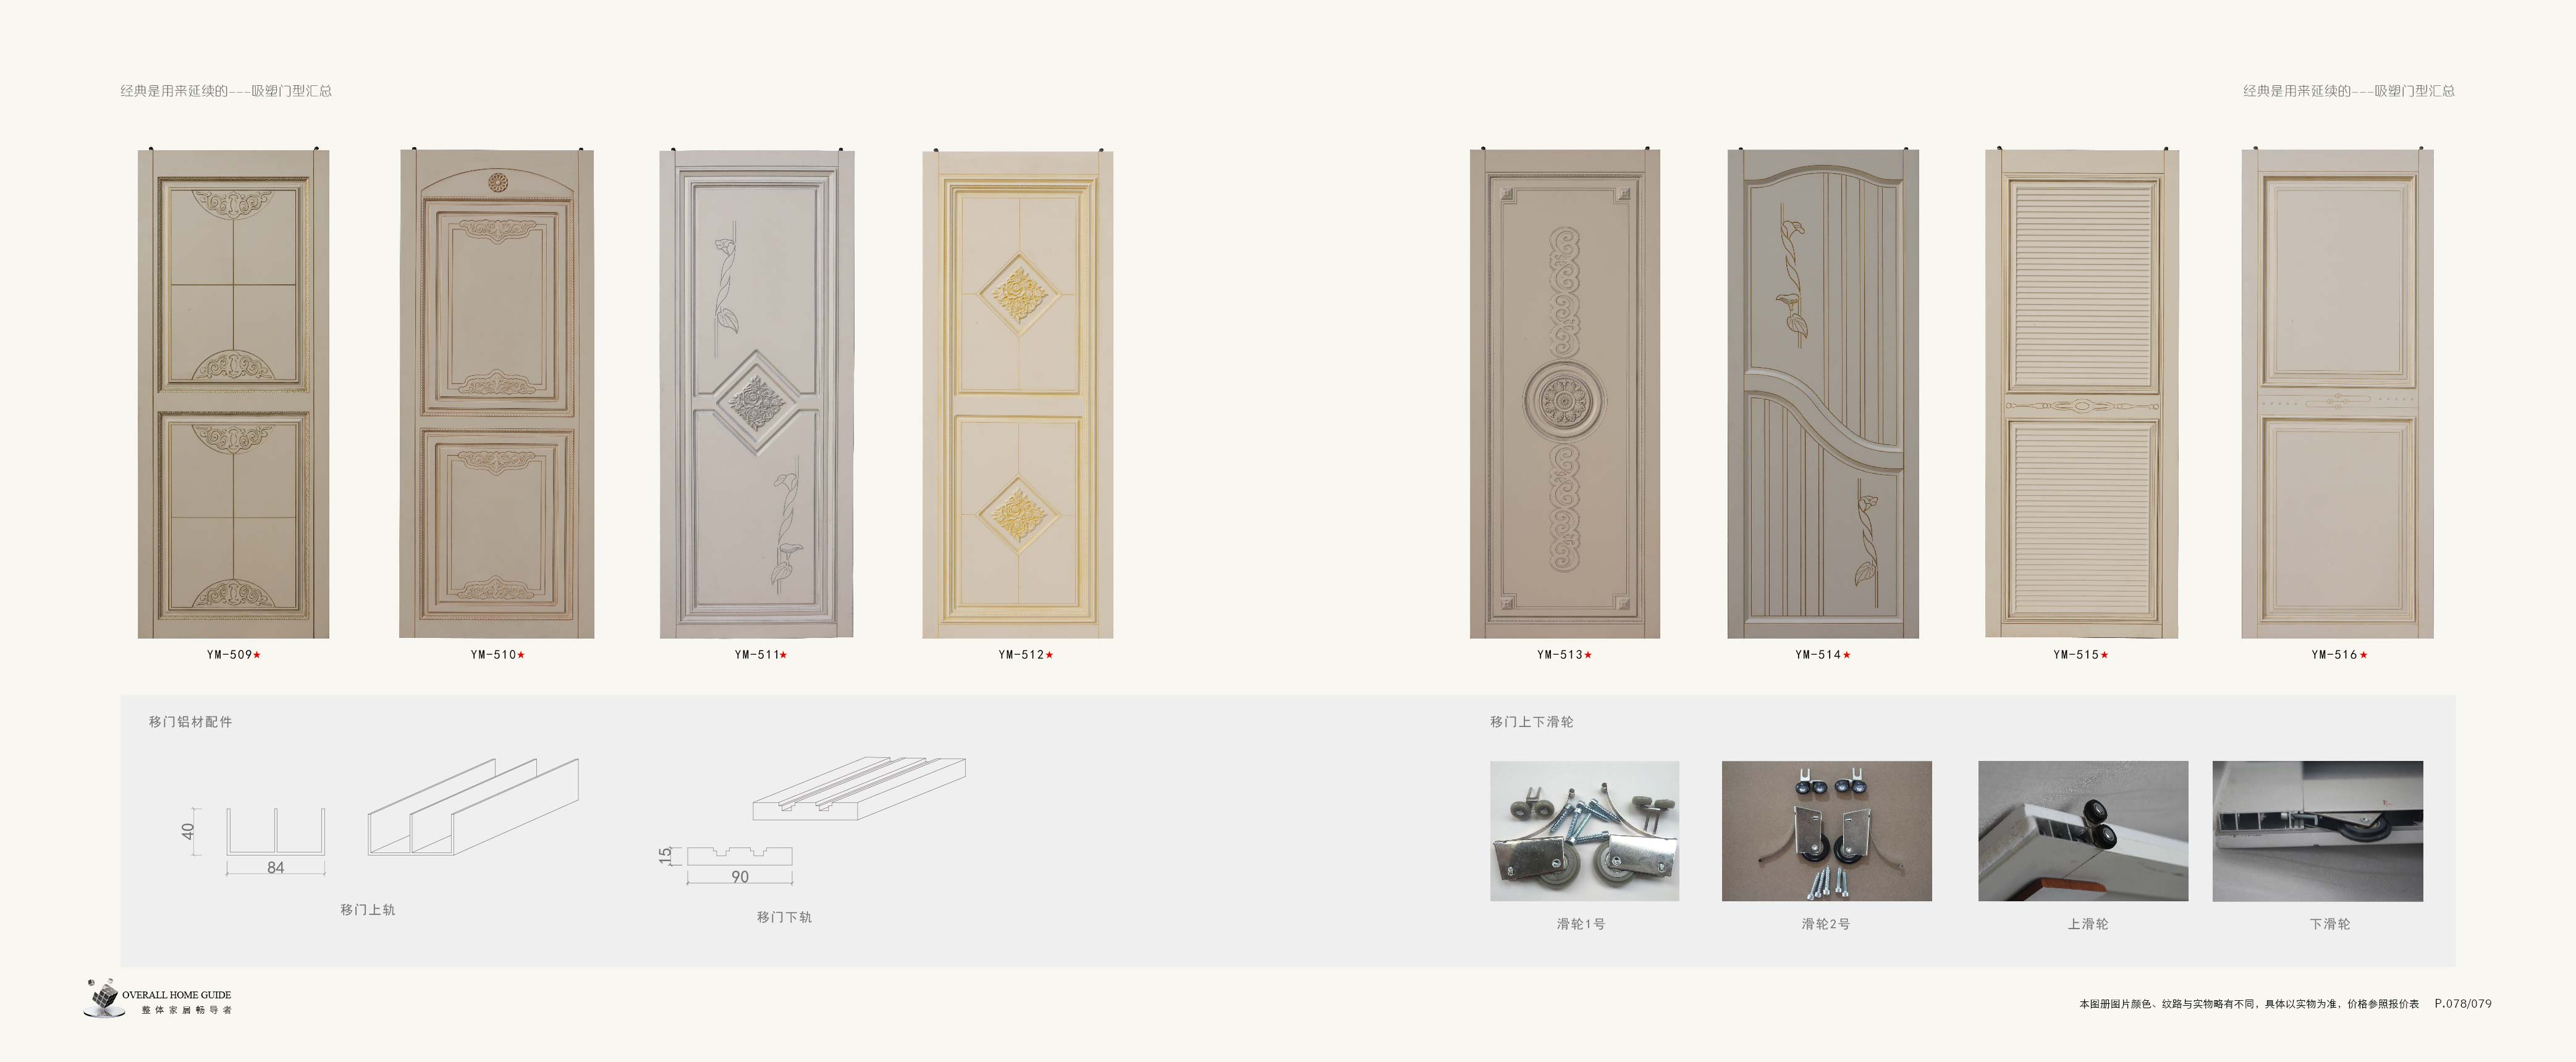 经典是用来延续的---吸塑门型汇总
经典是用来延续的---吸塑门型汇总
YM-509★
YM-510★
YM-511★
YM-512★
YM-513★
YM-514★
YM-515★
YM-516★
移门铝材配件
40
84
移门上轨
15
90
移门下轨
移门上下滑轮
滑轮1号
滑轮2号
上滑轮
下滑轮
OVERALL HOME GUIDE
整体家居畅导者
本图册图片颜色、纹路与实物略有不同，具体以实物为准，价格参照报价表 P.078/079